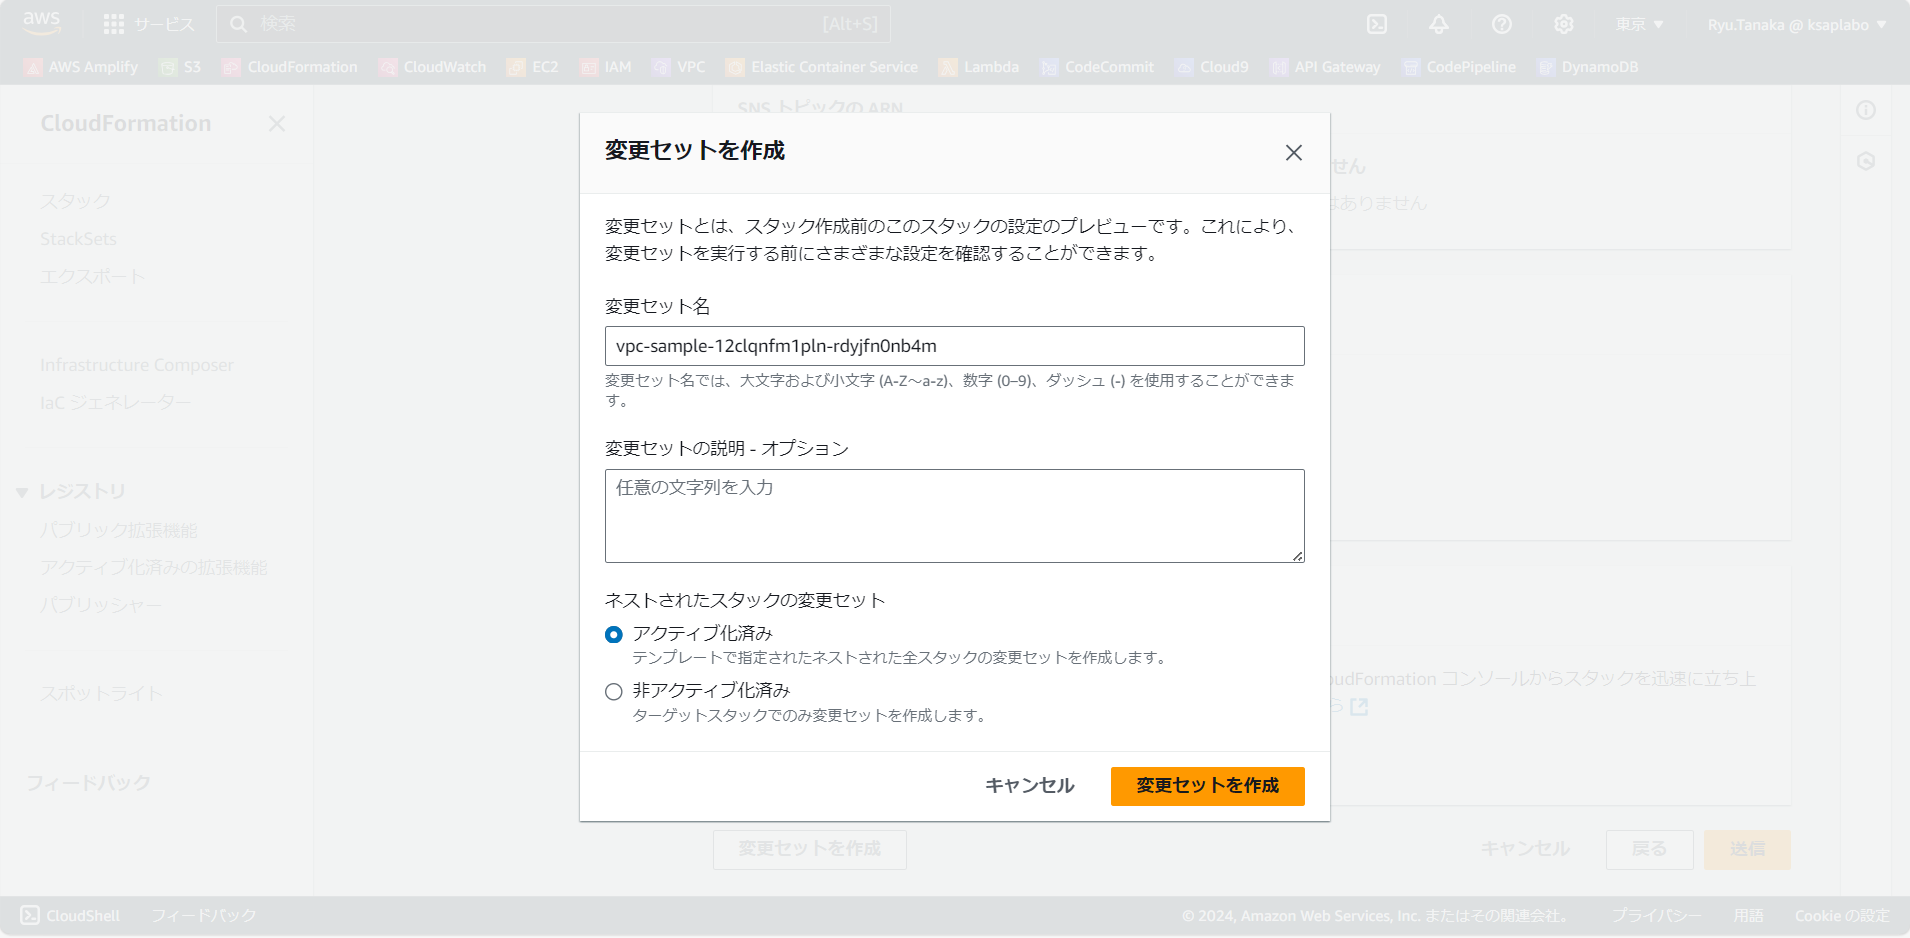 aws
サービス
検索
[Alt+S]
東京
Ryu.Tanaka @ ksaplabo
AWS Amplify
S3
CloudFormation
CloudWatch
EC2
IAM
VPC
Elastic Container Service
Lambda
CodeCommit
Cloud9
API Gateway
CodePipeline
DynamoDB
CloudFormation
スタック
StackSets
エクスポート
Infrastructure Composer
IaC ジェネレーター
レジストリ
パブリック拡張機能
アクティブ化済みの拡張機能
パブリッシャー
スポットライト
フィードバック
SNS トピックの ARN
せん
はありません
変更セットを作成
変更セットとは、スタック作成前のこのスタックの設定のプレビューです。これにより、
変更セットを実行する前にさまざまな設定を確認することができます。
変更セット名
vpc-sample-12clqnfm1pln-rdyjfn0nb4m
変更セット名では、大文字および小文字 (A-Z～a-z)、数字 (0–9)、ダッシュ (-) を使用することができま
す。
変更セットの説明 - オプション
任意の文字列を入力
ネストされたスタックの変更セット
アクティブ化済み
テンプレートで指定されたネストされた全スタックの変更セットを作成します。
非アクティブ化済み
ターゲットスタックでのみ変更セットを作成します。
キャンセル
変更セットを作成
oudFormation コンソールからスタックを迅速に立ち上
ら
変更セットを作成
キャンセル
戻る
送信
CloudShell
フィードバック
© 2024, Amazon Web Services, Inc. またはその関連会社。
プライバシー
用語
Cookie の設定